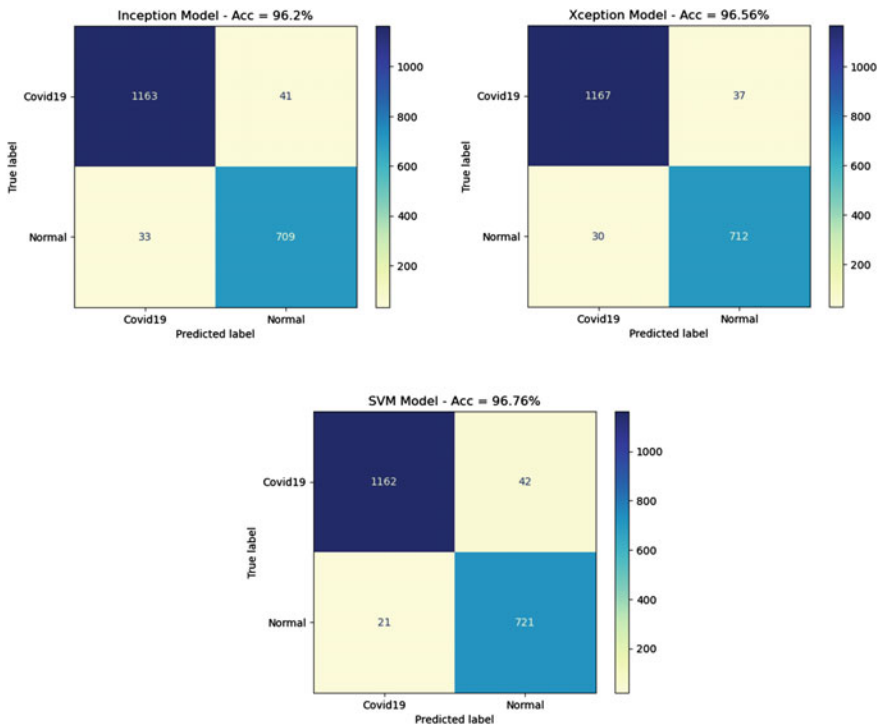 Inception Model - Acc = 96.2%
Covid19
Normal
True label
1163
41
33
709
Covid19
Normal
Predicted label
1000
800
600
400
200
Xception Model - Acc = 96.56%
Covid19
Normal
True label
1167
37
30
712
Covid19
Normal
Predicted label
1000
800
600
400
200
SVM Model - Acc = 96.76%
Covid19
Normal
True label
1162
42
21
721
Covid19
Normal
Predicted label
1000
800
600
400
200